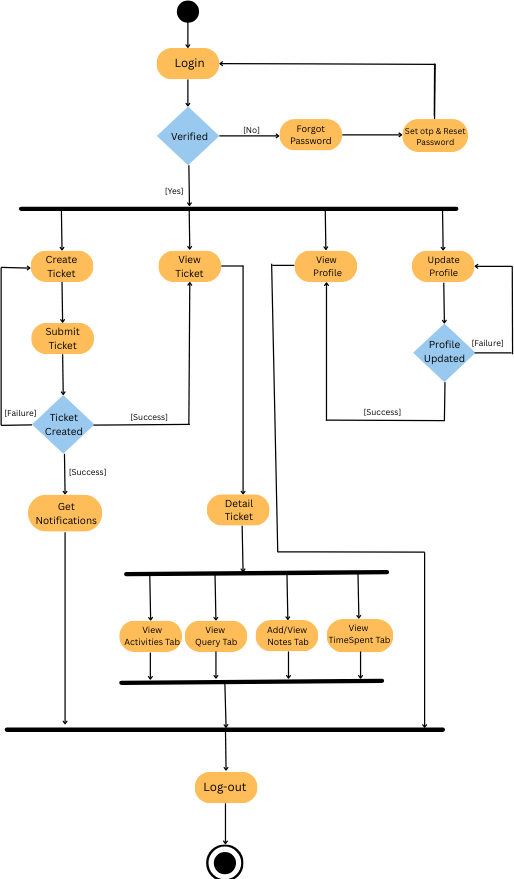 Login
Verified
[No]
Forgot
Password
Set otp & Reset
Password
[Yes]
Create
Ticket
View
Ticket
View
Profile
Update
Profile
Submit
Ticket
Profile
Updated
[Failure]
[Failure]
Ticket
Created
[Success]
[Success]
[Success]
Get
Notifications
Detail
Ticket
View
Activities Tab
View
Query Tab
Add/View
Notes Tab
View
TimeSpent Tab
Log-out